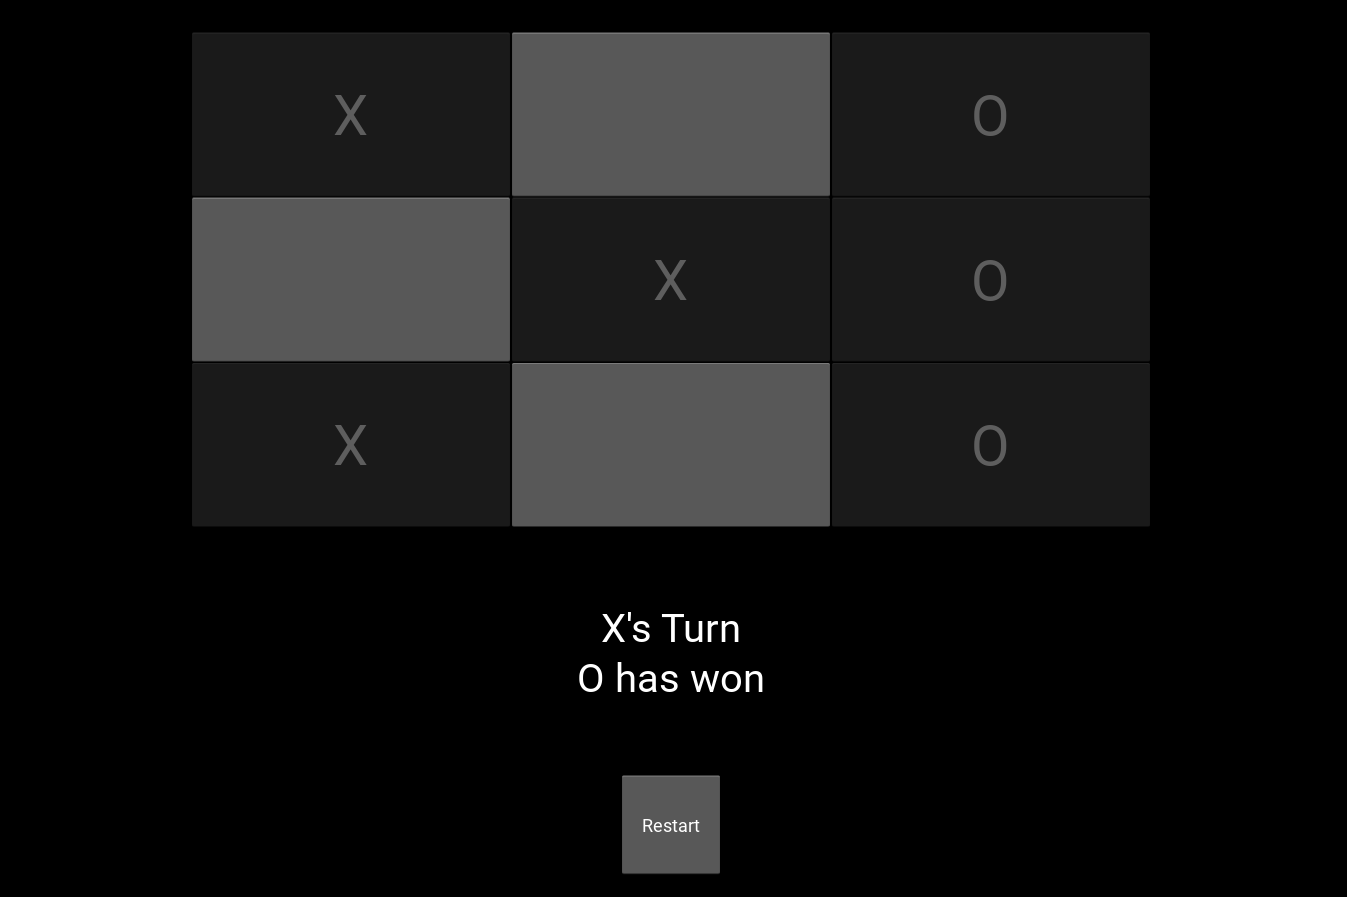 X O
X O
X O
X's Turn
O has won
Restart